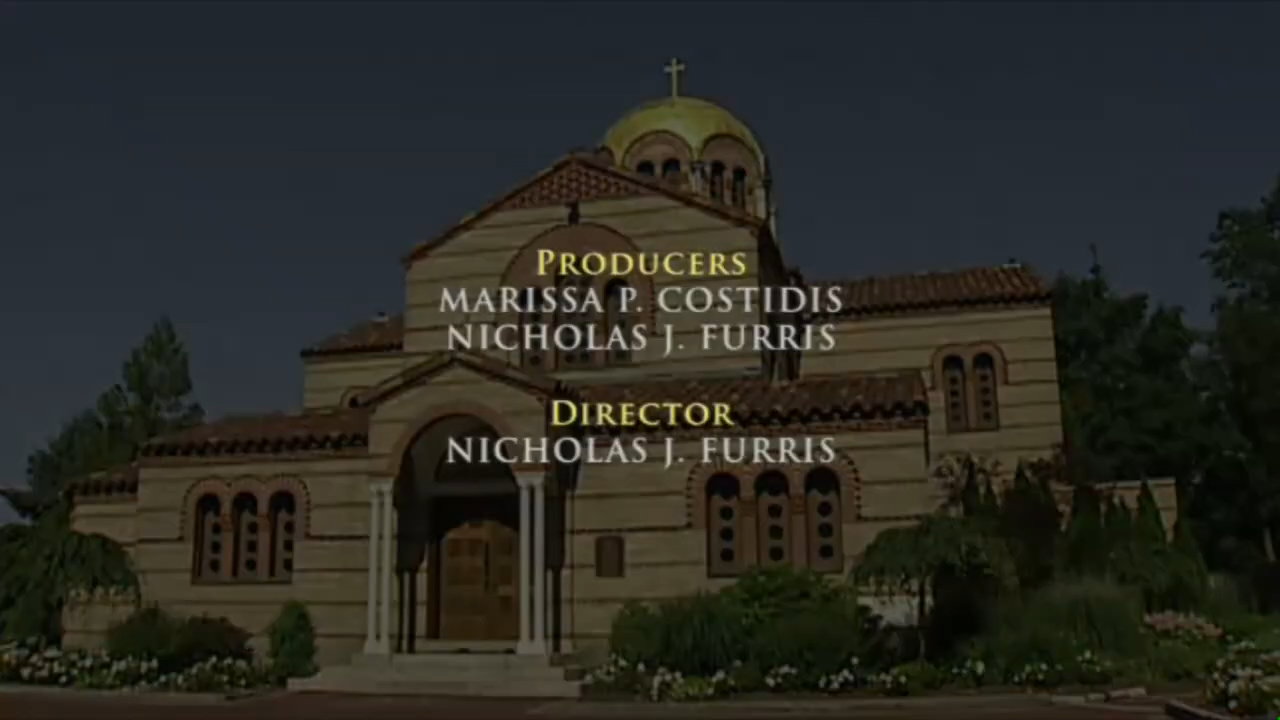 PRODUCERS
MARISSA P. COSTIDIS
NICHOLAS J. FURRIS
DIRECTOR
NICHOLAS J. FURRIS